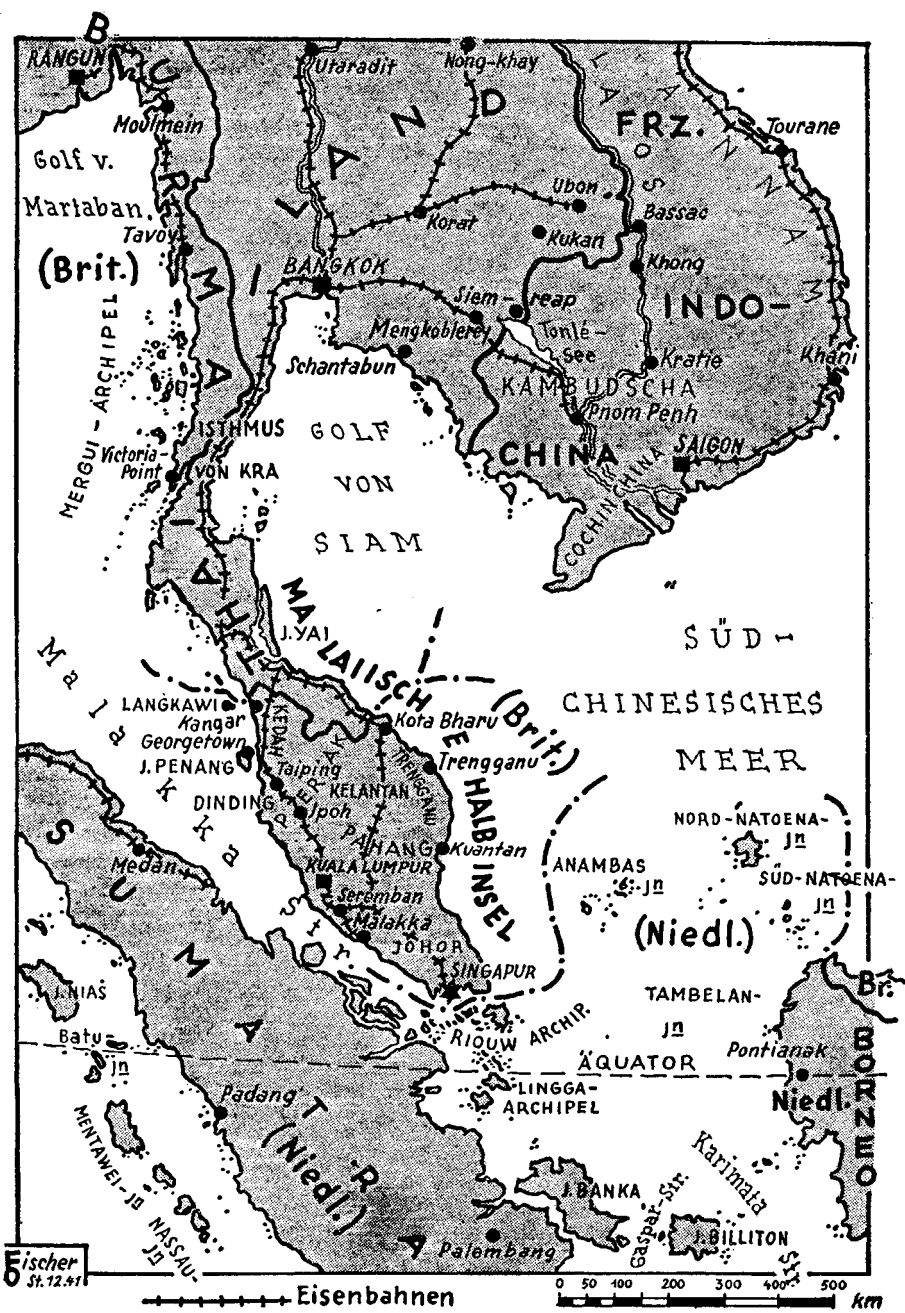 BURMA
RANGUN
Utaradit
Nong-khay
LAOS
ANNAM
Moulmein
THAILAND
FRZ.
Tourane
Golf v.
Martaban
Ubon
Korat
Kukan
Bassac
Tavoy
(Brit.)
BANGKOK
Khong
Siem-reap
INDO-
Mengkoblerey
Tonlé-
See
Schantabun
Kratie
Khani
KAMBUDSCHA
Pnom Penh
MERGUI-ARCHIPEL
ISTHMUS
VON KRA
GOLF
VON
SIAM
CHINA
SAIGON
Victoria-
Point
COCHINCHINA
J.YAI
MALAIISCHE HALBINSEL
(Brit.)
SÜD-
CHINESISCHES
MEER
Malakka Str.
LANGKAWI
Kangar
KEDAH
Kota Bharu
Georgetown
J.PENANG
Trengganu
TRENGGANU
Taiping
PERAK
KELANTAN
DINDING
Ipoh
PAHANG
Kuantan
NORD-NATOENA-
Jn
Medan
KUALA LUMPUR
ANAMBAS
Jn
SÜD-NATOENA-
Jn
Seremban
Malakka
(Niedl.)
JOHOR
SINGAPUR
SUMATRA
(Niedl.)
J.NIAS
TAMBELAN-
Jn
Br.
BORNEO
Batu-
Jn
RIOUW ARCHIP.
ÄQUATOR
Pontianak
LINGGA-
ARCHIPEL
Niedl.
Padang
MENTAWEI-Jn
NASSAU-
Jn
J.BANKA
Gaspar-Str.
Karimata
Str.
J.BILLITON
Palembang
Fischer
St.12.41
Eisenbahnen
0 50 100 200 300 400 500
km